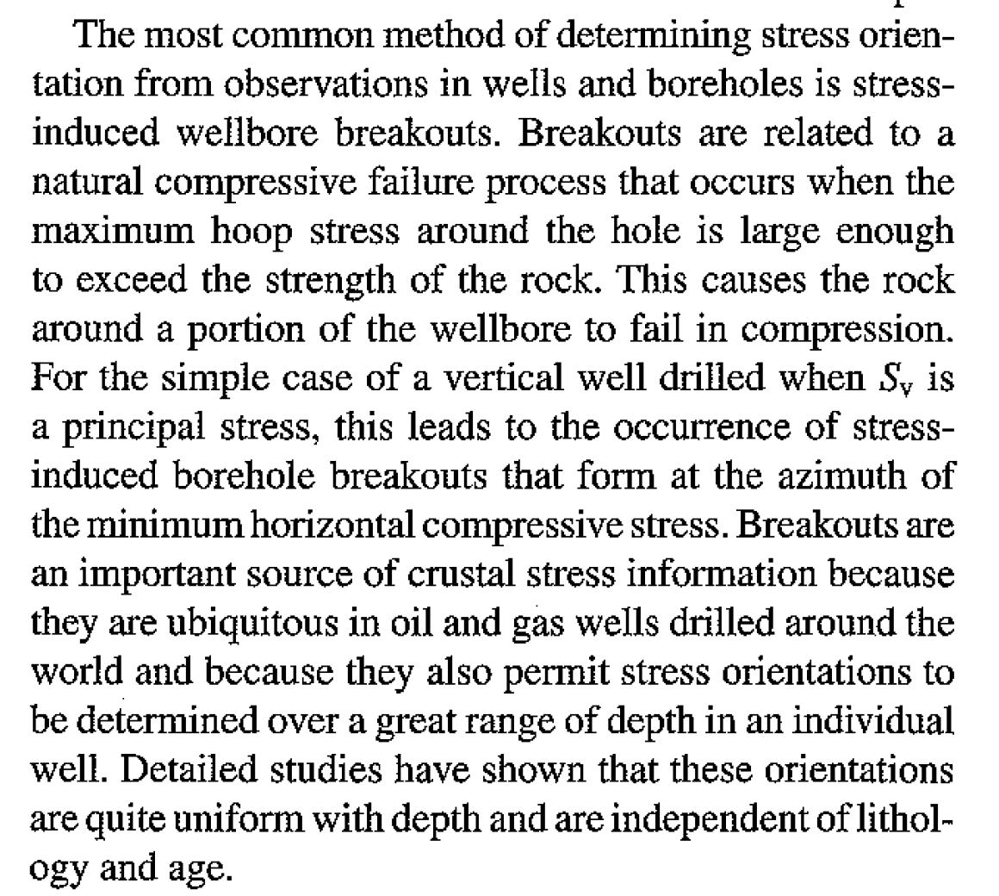 The most common method of determining stress orien-
tation from observations in wells and boreholes is stress-
induced wellbore breakouts. Breakouts are related to a
natural compressive failure process that occurs when the
maximum hoop stress around the hole is large enough
to exceed the strength of the rock. This causes the rock
around a portion of the wellbore to fail in compression.
For the simple case of a vertical well drilled when Sv is
a principal stress, this leads to the occurrence of stress-
induced borehole breakouts that form at the azimuth of
the minimum horizontal compressive stress. Breakouts are
an important source of crustal stress information because
they are ubiquitous in oil and gas wells drilled around the
world and because they also permit stress orientations to
be determined over a great range of depth in an individual
well. Detailed studies have shown that these orientations
are quite uniform with depth and are independent of lithol-
ogy and age.